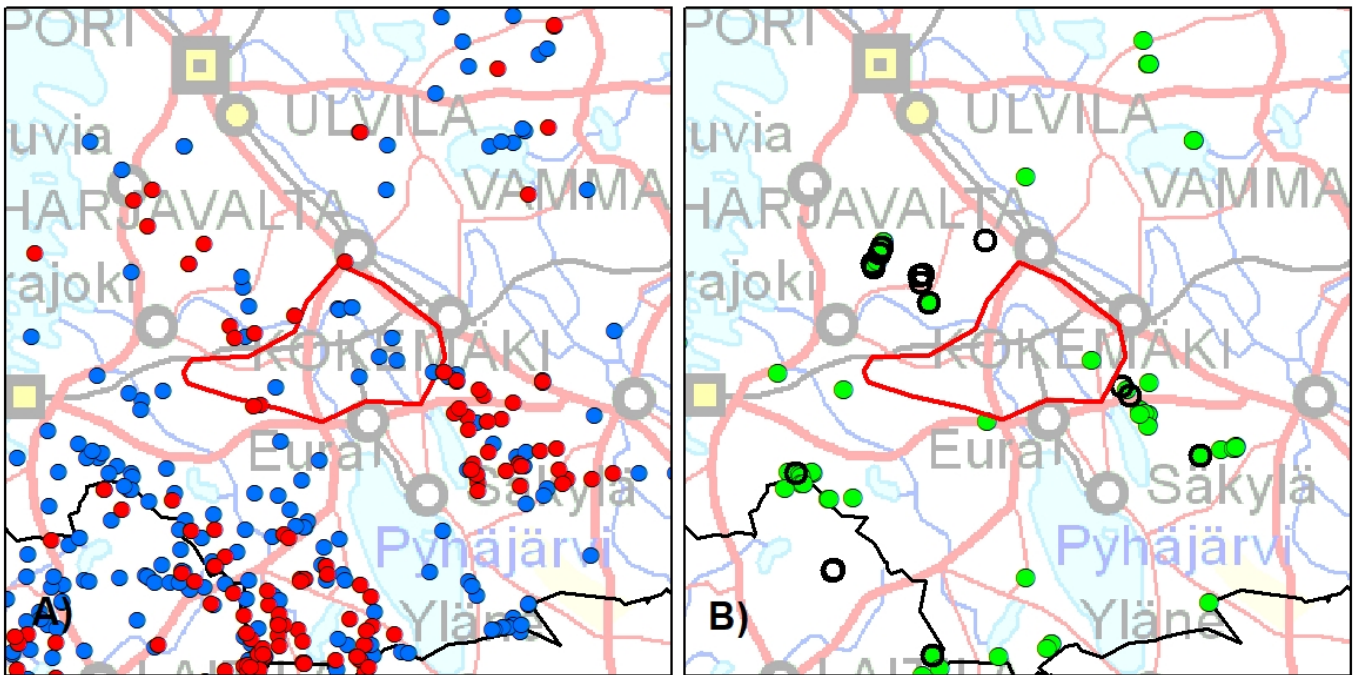 PORI
ULVILA
uvia
HARJAVALTA
VAMMA
rajoki
KOKEMÄKI
Eura
Säkylä
Pyhäjärvi
A)
Yläne
PORI
ULVILA
uvia
HARJAVALTA
VAMMA
rajoki
KOKEMÄKI
Eura
Säkylä
Pyhäjärvi
B)
Yläne